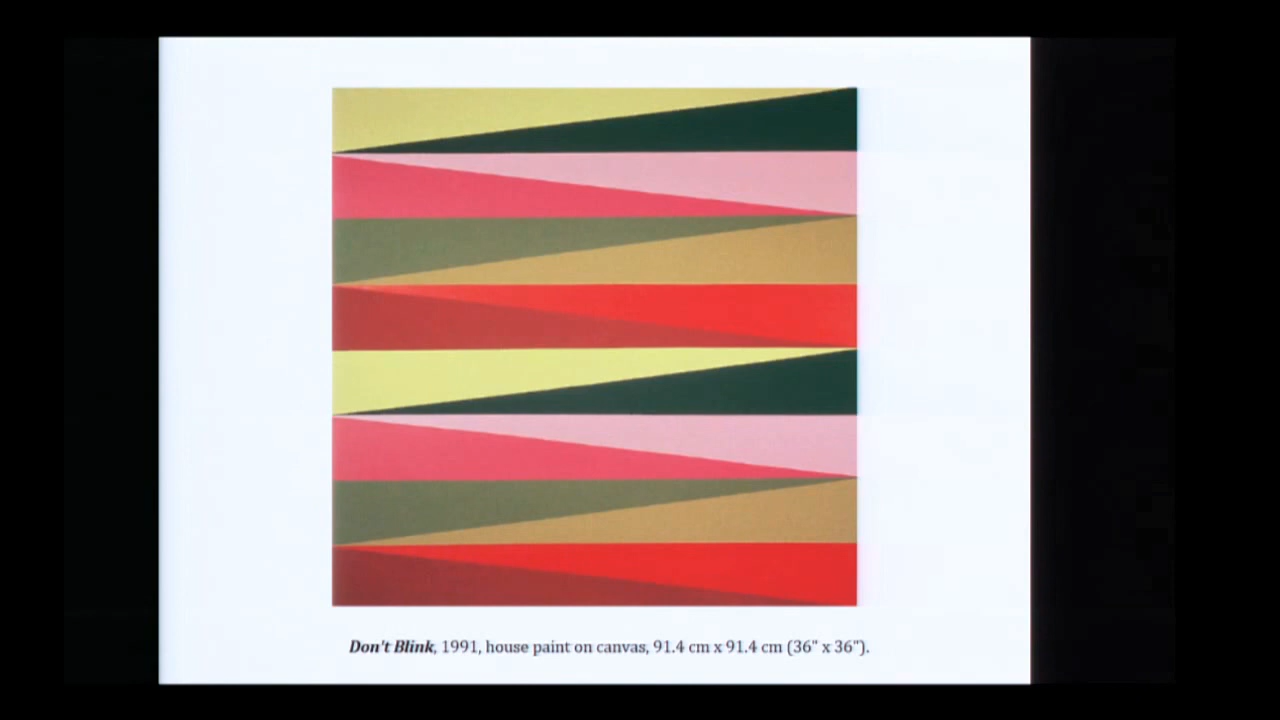 Don't Blink, 1991, house paint on canvas, 91.4 cm x 91.4 cm (36" x 36").